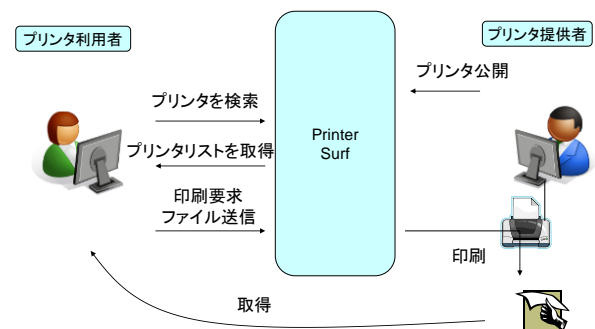 プリンタ利用者
プリンタ提供者
プリンタ公開
プリンタを検索
Printer
Surf
プリンタリストを取得
印刷要求
ファイル送信
印刷
取得